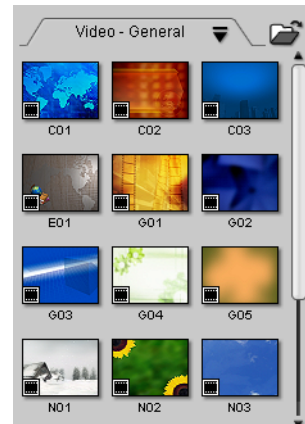 Video - General
C01 C02 C03
E01 G01 G02
G03 G04 G05
N01 N02 N03